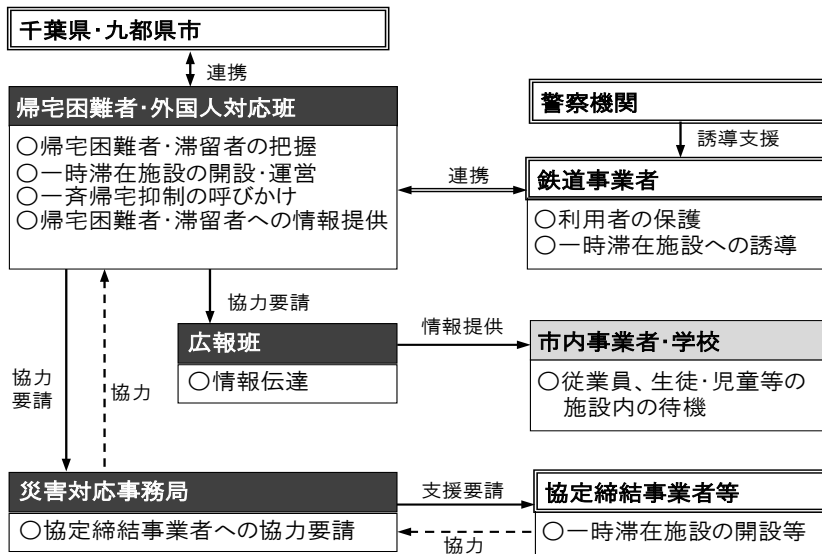 千葉県・九都県市
連携
帰宅困難者・外国人対応班
○帰宅困難者・滞留者の把握
○一時滞在施設の開設・運営
○一斉帰宅抑制の呼びかけ
○帰宅困難者・滞留者への情報提供
警察機関
誘導支援
連携
鉄道事業者
○利用者の保護
○一時滞在施設への誘導
協力要請
広報班
○情報伝達
情報提供
市内事業者・学校
○従業員、生徒・児童等の
施設内の待機
協力
要請
協力
災害対応事務局
○協定締結事業者への協力要請
支援要請
協力
協定締結事業者等
○一時滞在施設の開設等